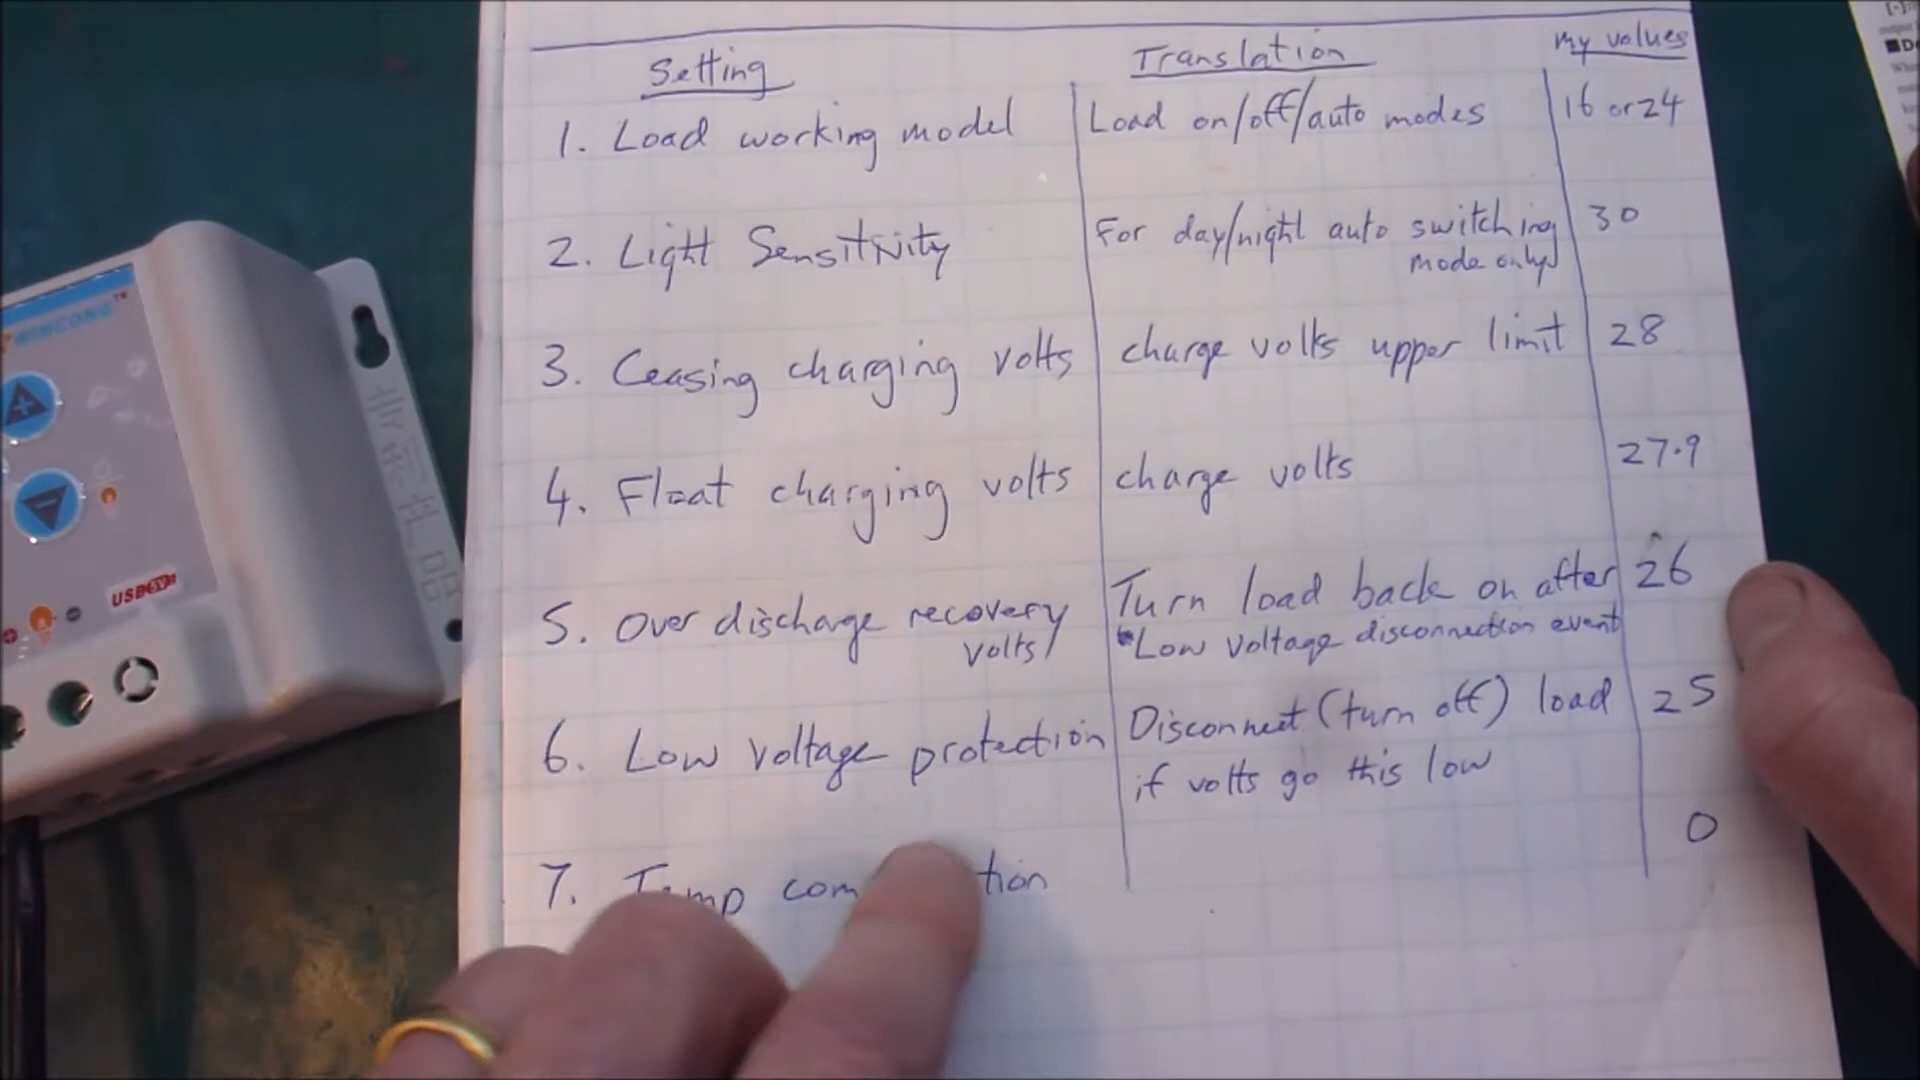 Setting Translation My values
1. Load working model Load on/off/auto modes 16 or 24
2. Light Sensitivity For day/night auto switching 30
mode only
3. Ceasing charging volts charge volts upper limit 28
4. Float charging volts charge volts 27.9
5. Over discharge recovery Turn load back on after 26
volts Low voltage disconnection event
6. Low voltage protection Disconnect (turn off) load 25
if volts go this low
7. Temp 0
USB